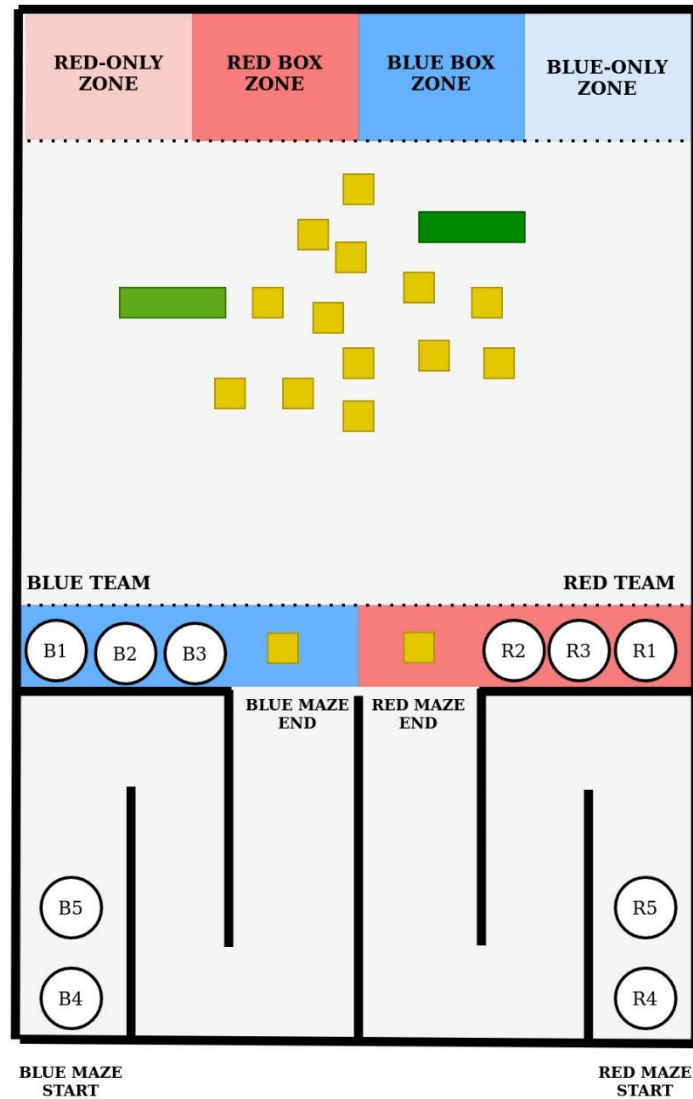 RED-ONLY
ZONE
RED BOX
ZONE
BLUE BOX
ZONE
BLUE-ONLY
ZONE
BLUE TEAM
RED TEAM
B1
B2
B3
R2
R3
R1
BLUE MAZE
END
RED MAZE
END
B5
R5
B4
R4
BLUE MAZE
START
RED MAZE
START